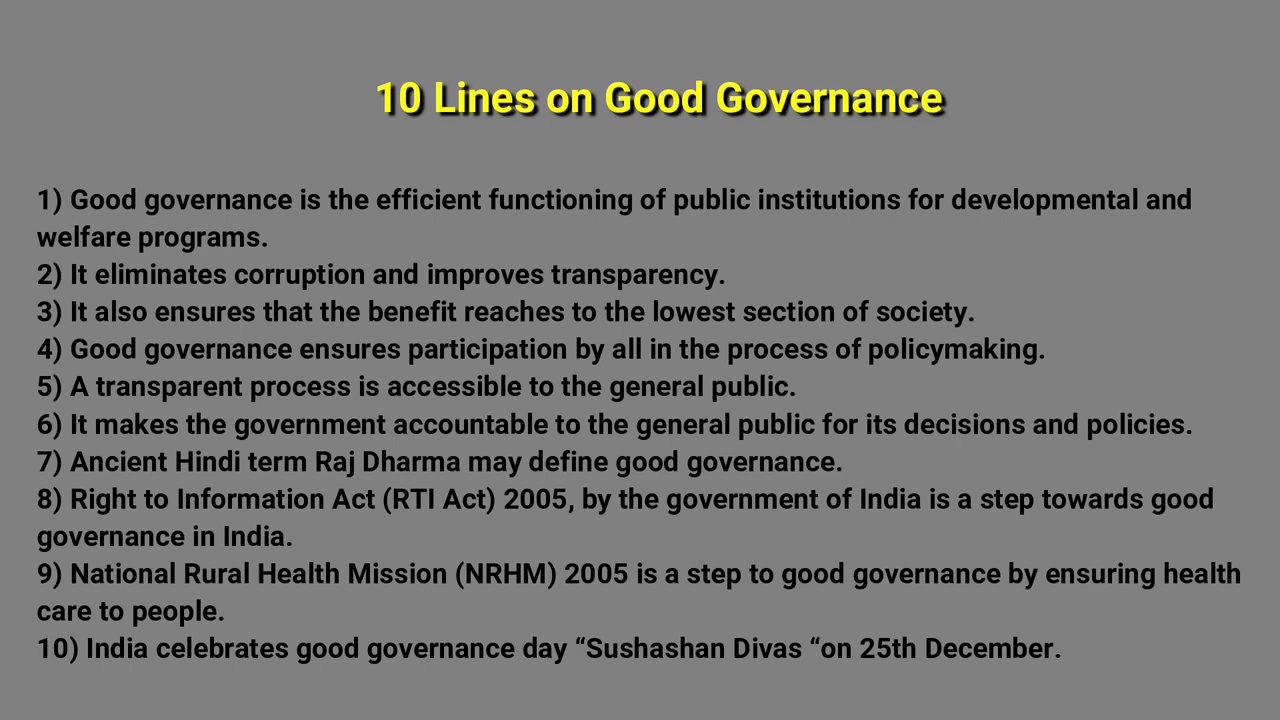 10 Lines on Good Governance
1) Good governance is the efficient functioning of public institutions for developmental and
welfare programs.
2) It eliminates corruption and improves transparency.
3) It also ensures that the benefit reaches to the lowest section of society.
4) Good governance ensures participation by all in the process of policymaking.
5) A transparent process is accessible to the general public.
6) It makes the government accountable to the general public for its decisions and policies.
7) Ancient Hindi term Raj Dharma may define good governance.
8) Right to Information Act (RTI Act) 2005, by the government of India is a step towards good
governance in India.
9) National Rural Health Mission (NRHM) 2005 is a step to good governance by ensuring health
care to people.
10) India celebrates good governance day “Sushashan Divas “on 25th December.